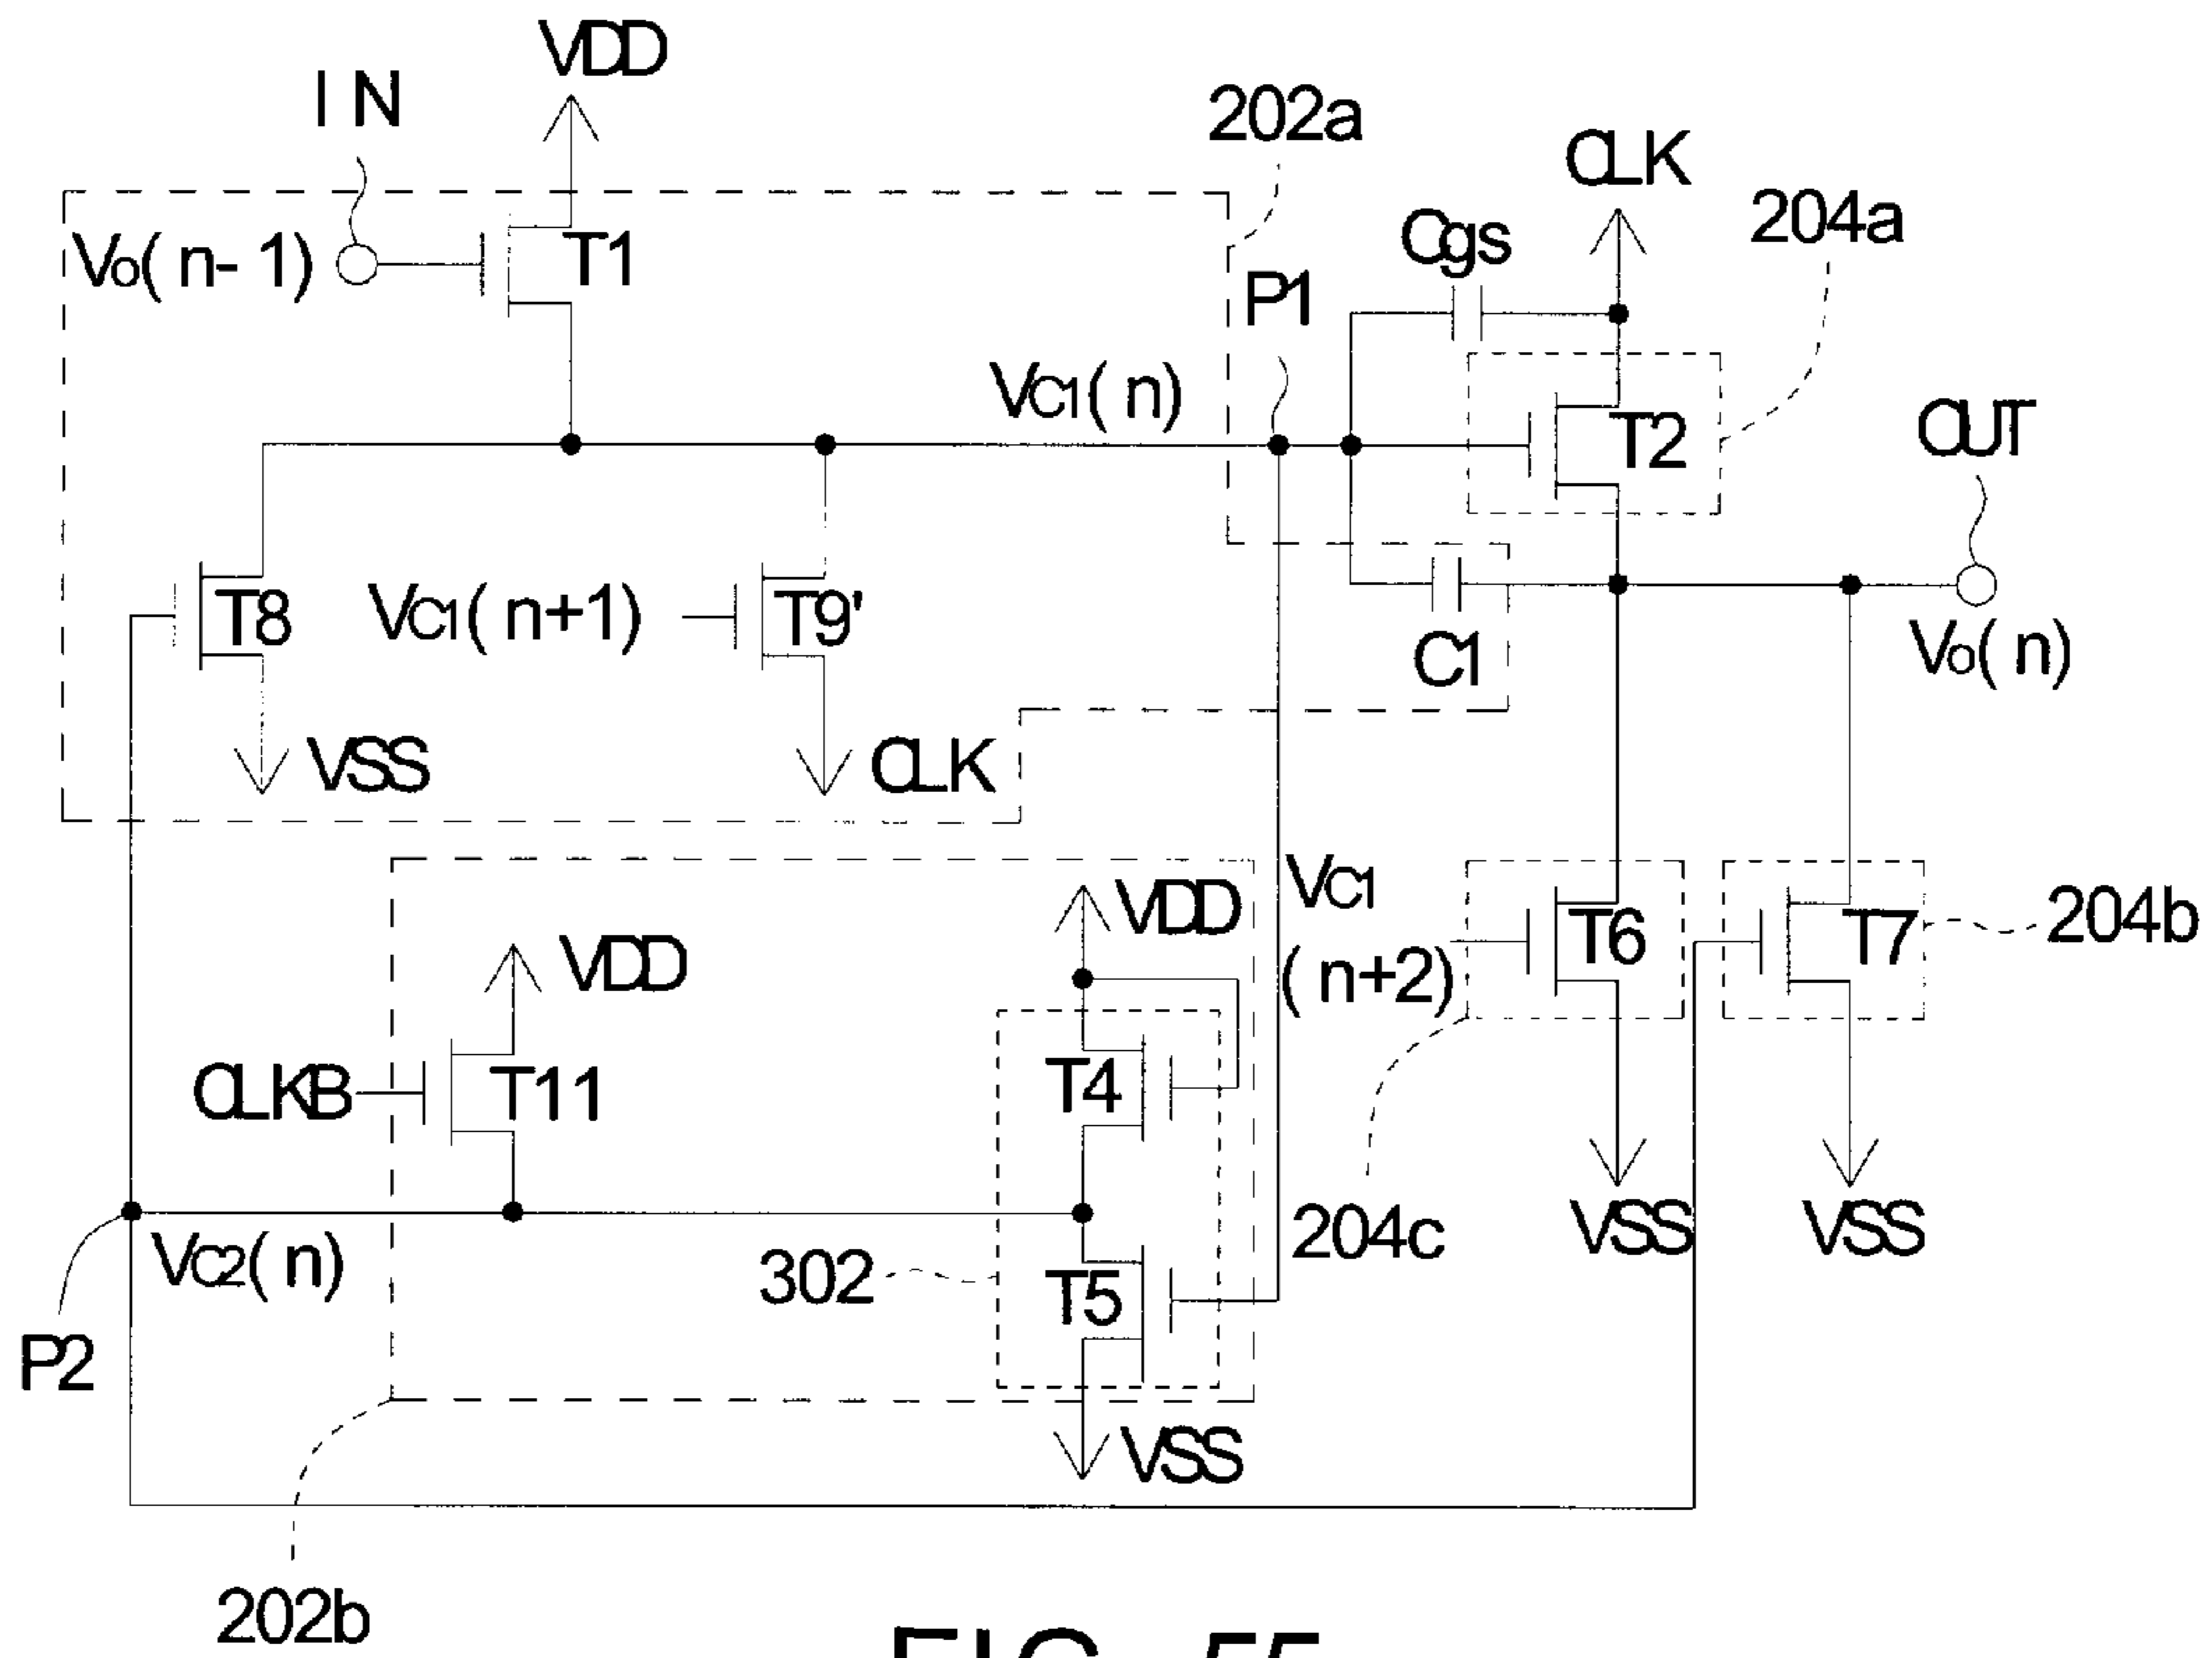 VDD
IN
202a
CLK
204a
Cgs
Vo(n-1)
T1
P1
VC1(n)
T2
OUT
T8
VC1(n+1)
T9'
C1
Vo(n)
VSS
CLK
VC1
(n+2)
VDD
T6
T7
204b
VDD
CLKB
T11
T4
204c
VSS
VSS
VC2(n)
302
T5
P2
VSS
202b